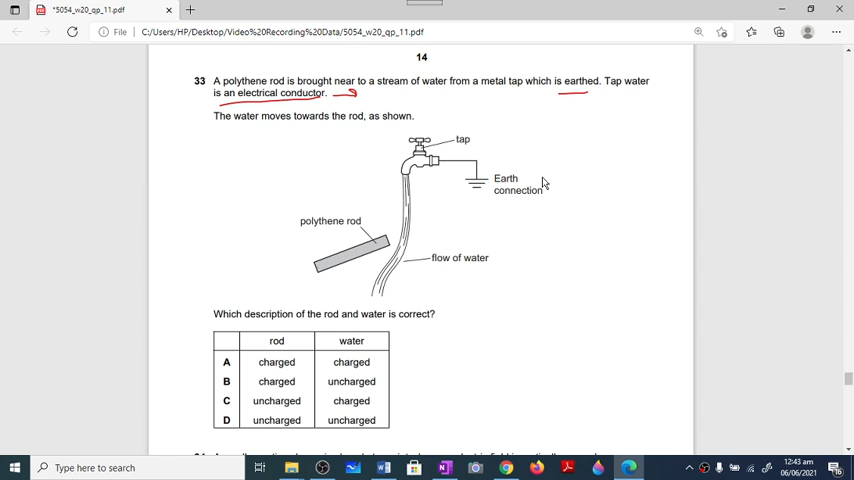 *5054_w20_qp_11.pdf
File
C:/Users/HP/Desktop/Video%20Recording%20Data/5054_w20_qp_11.pdf
14
33 A polythene rod is brought near to a stream of water from a metal tap which is earthed. Tap water
is an electrical conductor.
The water moves towards the rod, as shown.
tap
Earth
connection
polythene rod
flow of water
Which description of the rod and water is correct?
rod water
A charged charged
B charged uncharged
C uncharged charged
D uncharged uncharged
Type here to search
12:43 am
06/06/2021